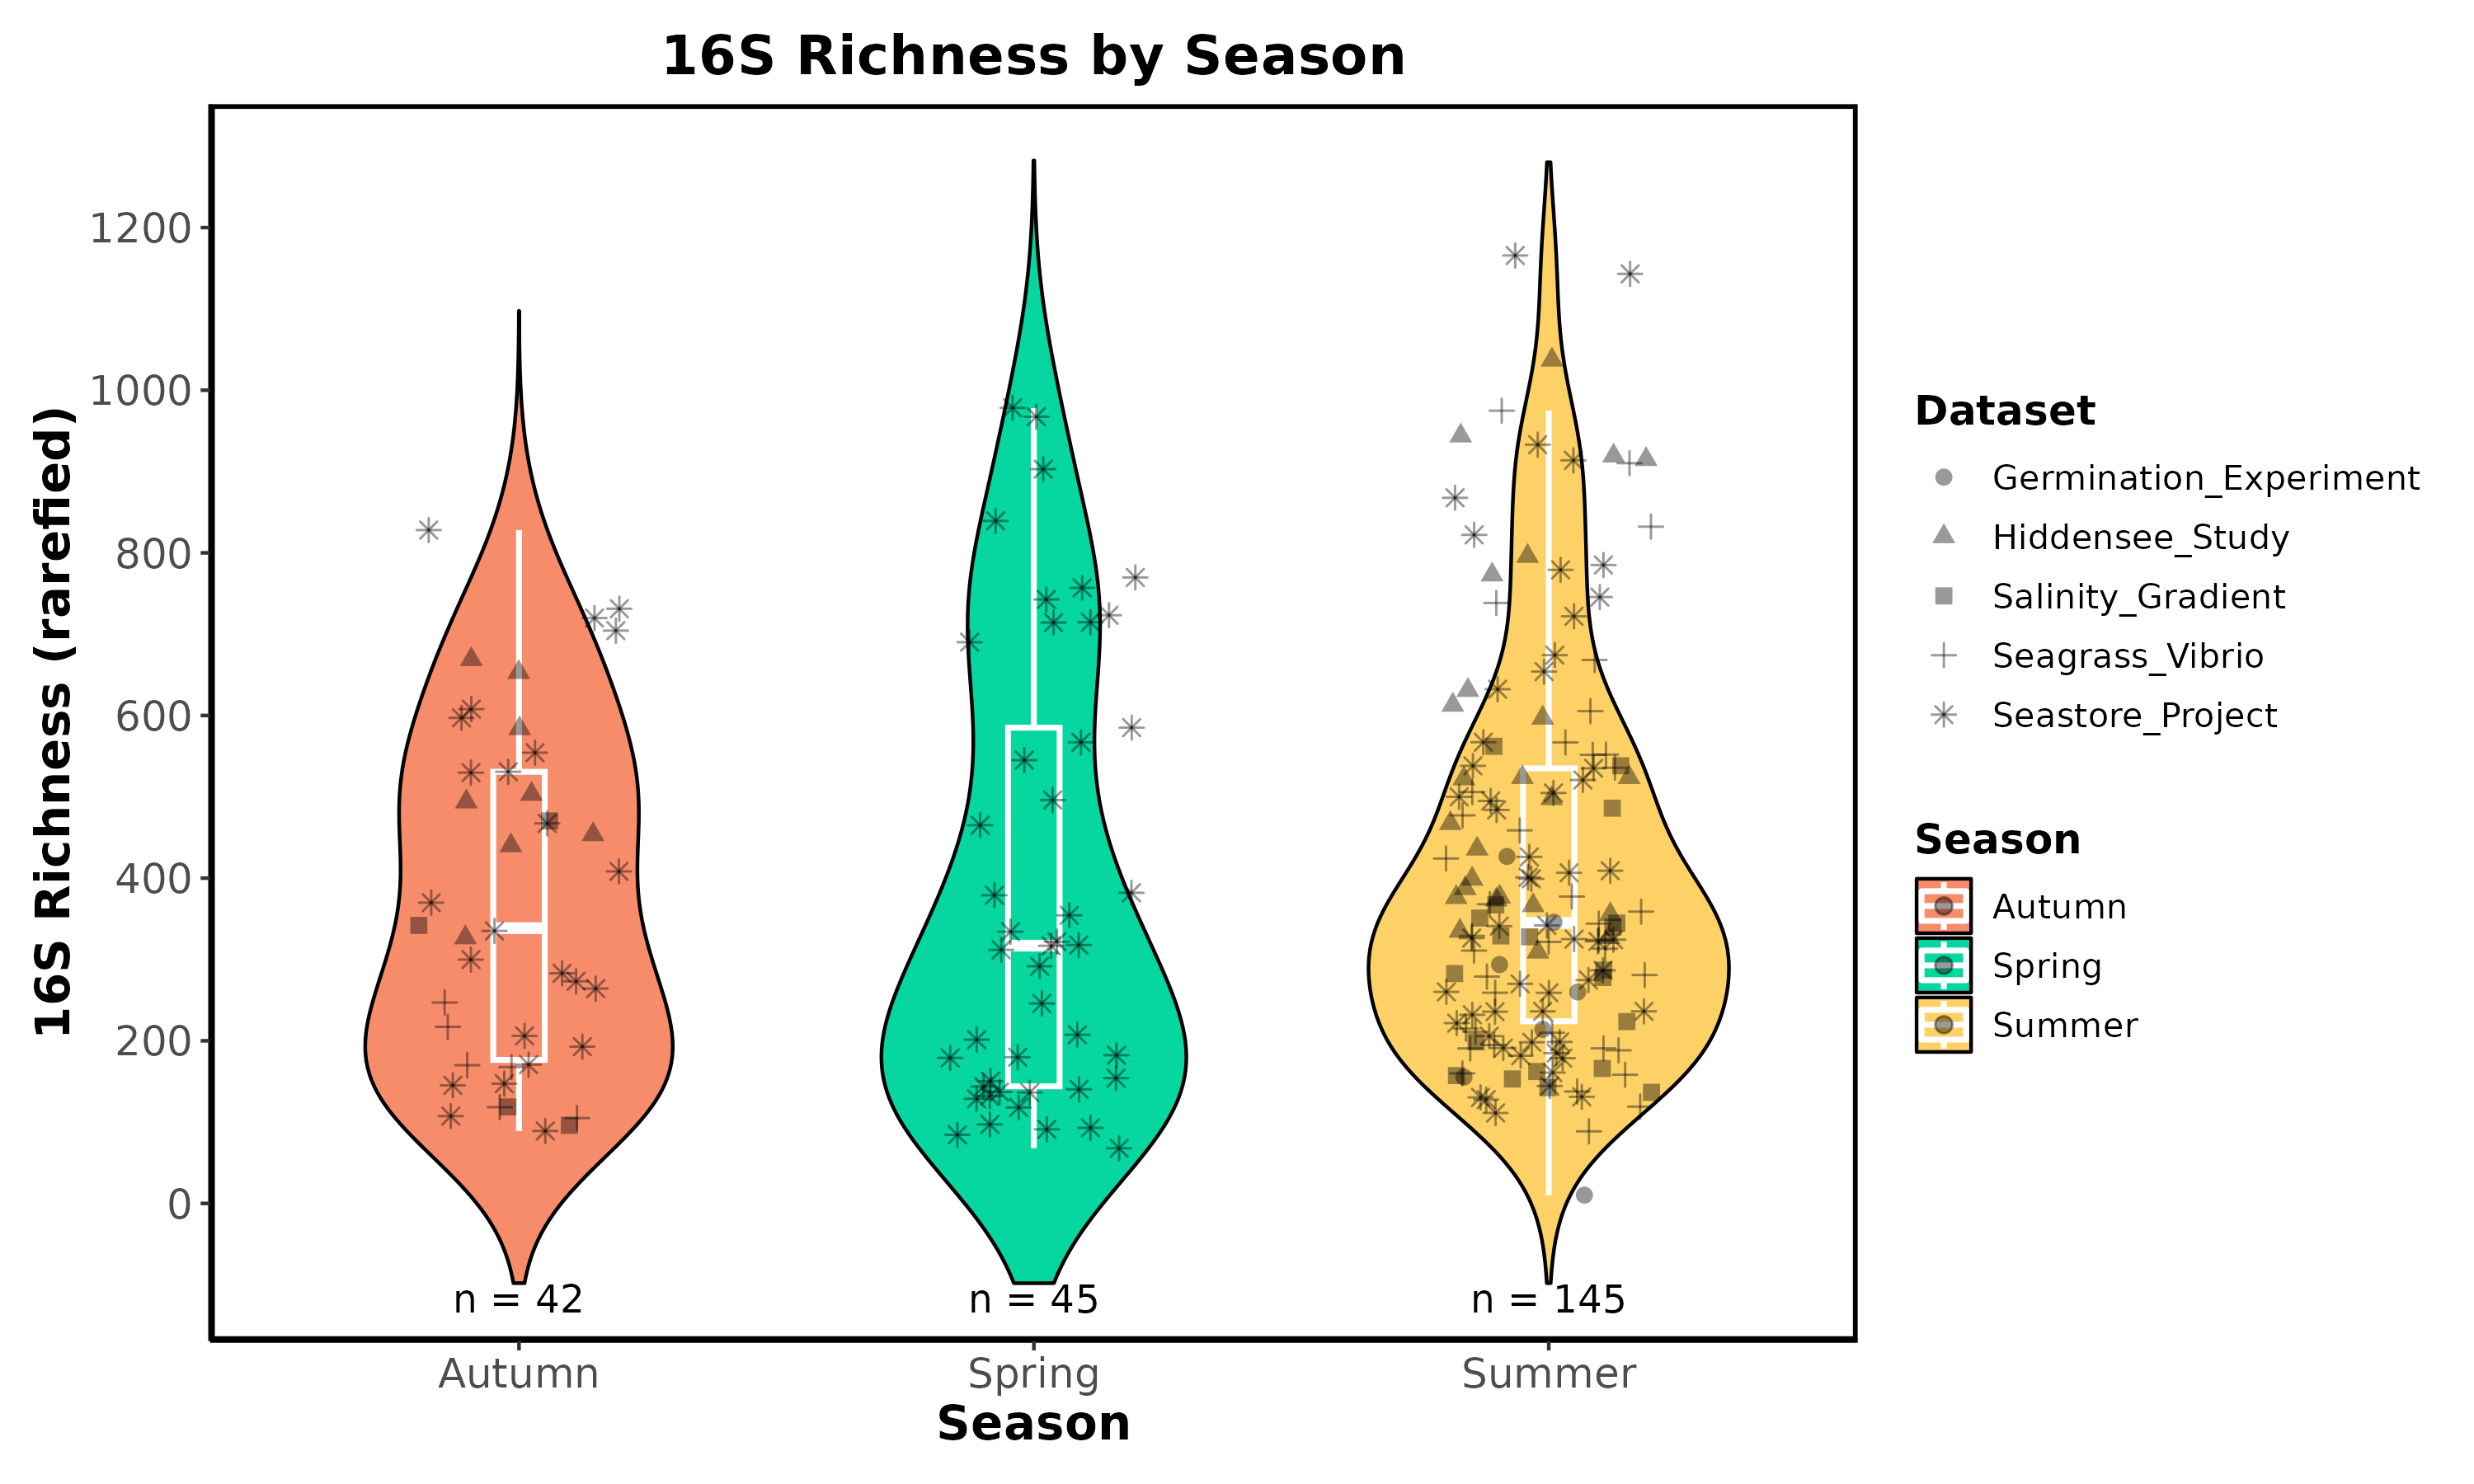 16S Richness by Season
16S Richness (rarefied)
1200
1000
800
600
400
200
0
n = 42
n = 45
n = 145
Autumn
Spring
Summer
Season
Dataset
Germination_Experiment
Hiddensee_Study
Salinity_Gradient
Seagrass_Vibrio
Seastore_Project
Season
Autumn
Spring
Summer